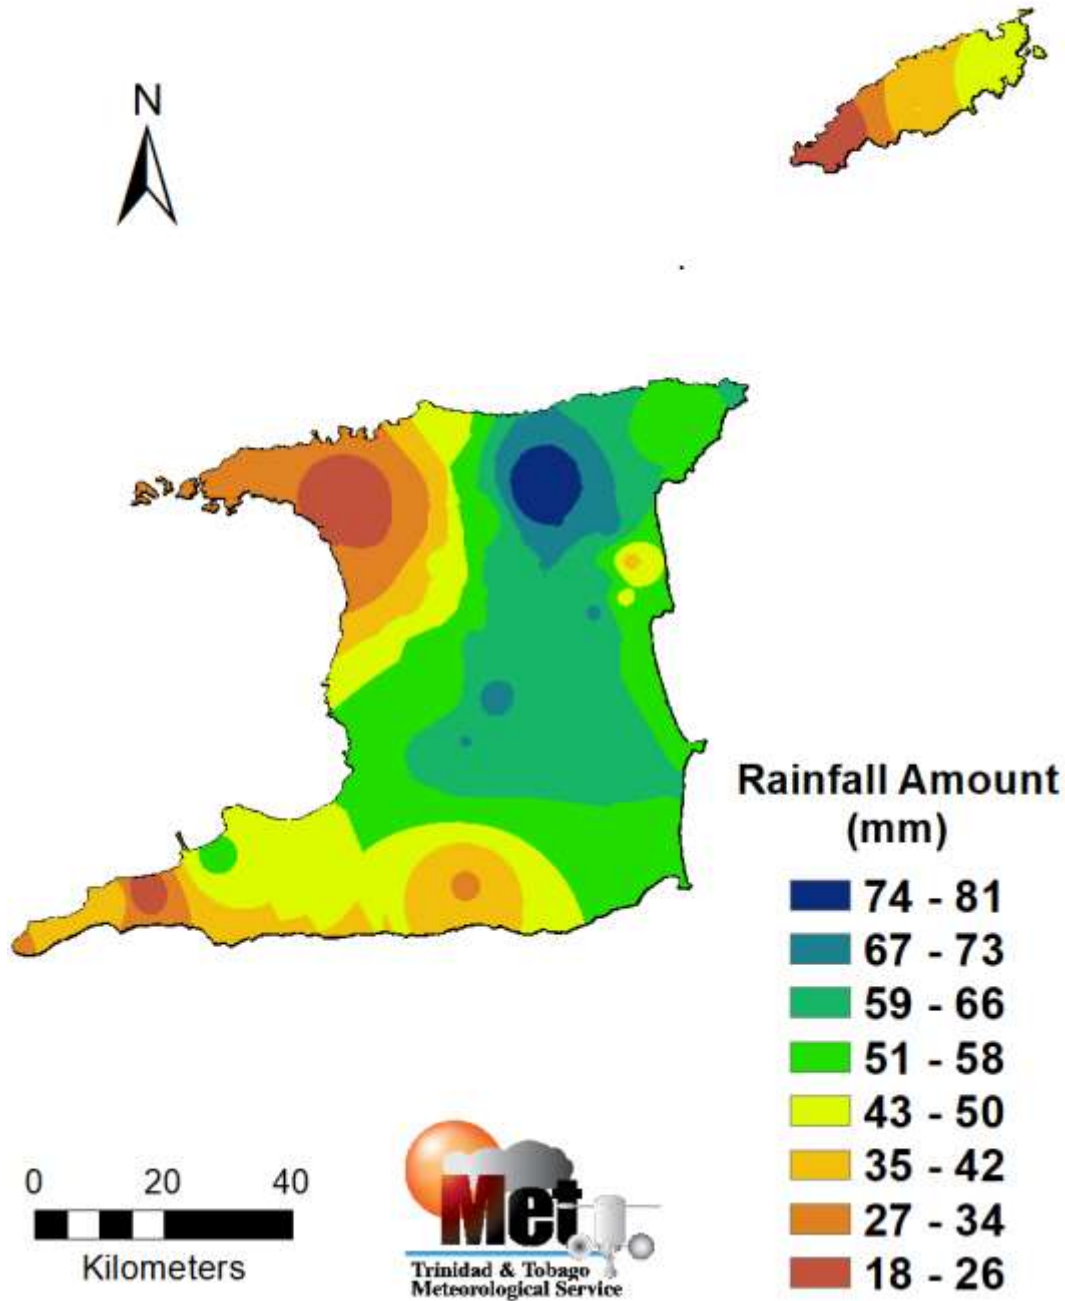 N
Rainfall Amount
(mm)
74 - 81
67 - 73
59 - 66
51 - 58
43 - 50
35 - 42
27 - 34
18 - 26
0 20 40
Kilometers
Met
Trinidad & Tobago
Meteorological Service